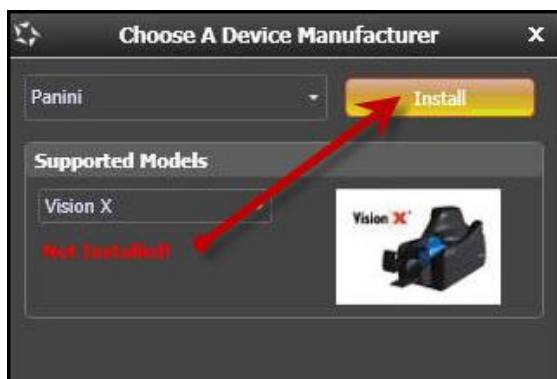 Choose A Device Manufacturer X
Panini Install
Supported Models
Vision X
Vision X
Not Installed!